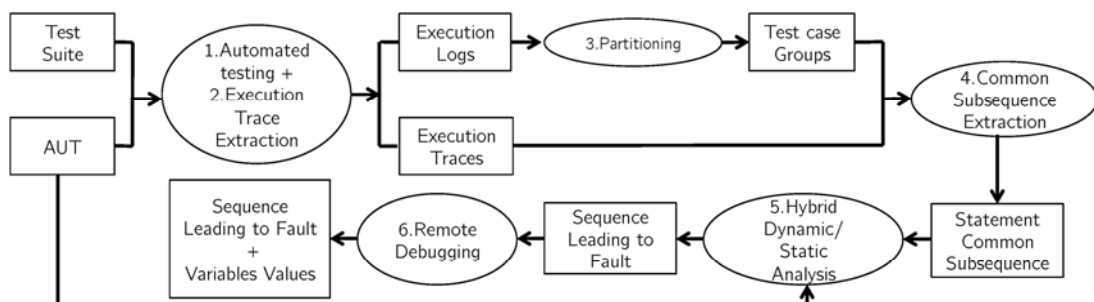 Test
Suite
AUT
1.Automated
testing +
2.Execution
Trace
Extraction
Execution
Logs
3.Partitioning
Test case
Groups
Execution
Traces
4.Common
Subsequence
Extraction
Statement
Common
Subsequence
5.Hybrid
Dynamic/
Static
Analysis
Sequence
Leading to
Fault
6.Remote
Debugging
Sequence
Leading to Fault
+
Variables Values